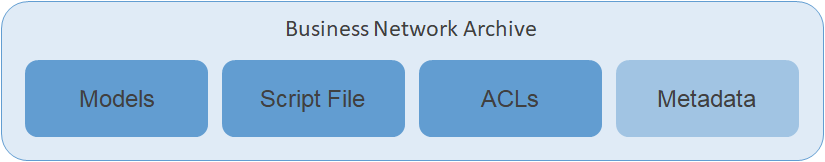 Business Network Archive
Models
Script File
ACLs
Metadata